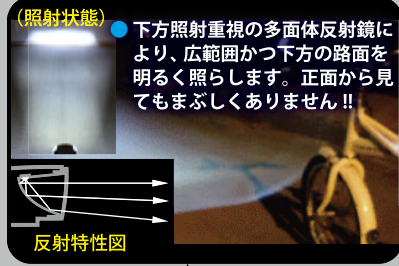 (照射状態)
● 下方照射重視の多面体反射鏡に
より、広範囲かつ下方の路面を
明るく照らします。正面から見
てもまぶしくありません!!
反射特性図